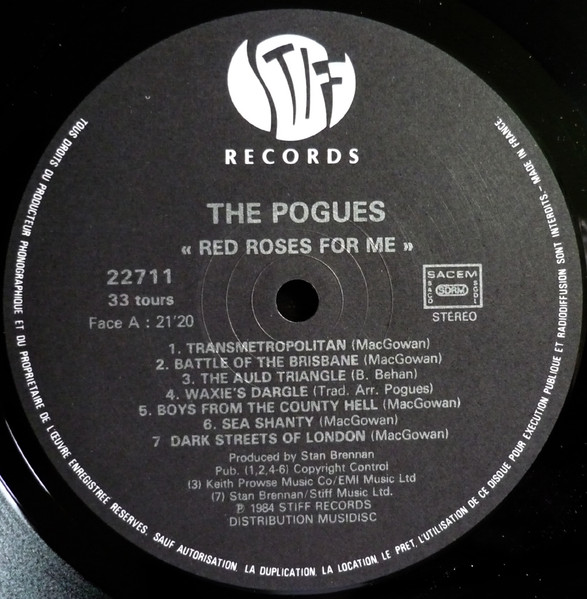 STIFF
RECORDS
THE POGUES
« RED ROSES FOR ME »
22711
33 tours
Face A : 21'20
SACEM
SACD
SDRM
SGDL
STEREO
1. TRANSMETROPOLITAN (MacGowan)
2. BATTLE OF THE BRISBANE (MacGowan)
3. THE AULD TRIANGLE (B. Behan)
4. WAXIE'S DARGLE (Trad. Arr. Pogues)
5. BOYS FROM THE COUNTY HELL (MacGowan)
6. SEA SHANTY (MacGowan)
7 DARK STREETS OF LONDON (MacGowan)
Produced by Stan Brennan
Pub. (1,2,4-6) Copyright Control
(3) Keith Prowse Music Co/EMI Music Ltd
(7) Stan Brennan/Stiff Music Ltd.
℗ 1984 STIFF RECORDS
DISTRIBUTION MUSIDISC
TOUS DROITS DU PRODUCTEUR PHONOGRAPHIQUE ET DU PROPRIETAIRE DE L'ŒUVRE ENREGISTREE RESERVES. SAUF AUTORISATION. LA DUPLICATION, LA LOCATION, LE PRET, L'UTILISATION DE CE DISQUE POUR EXECUTION PUBLIQUE ET RADIODIFFUSION SONT INTERDITS. - MADE IN FRANCE.